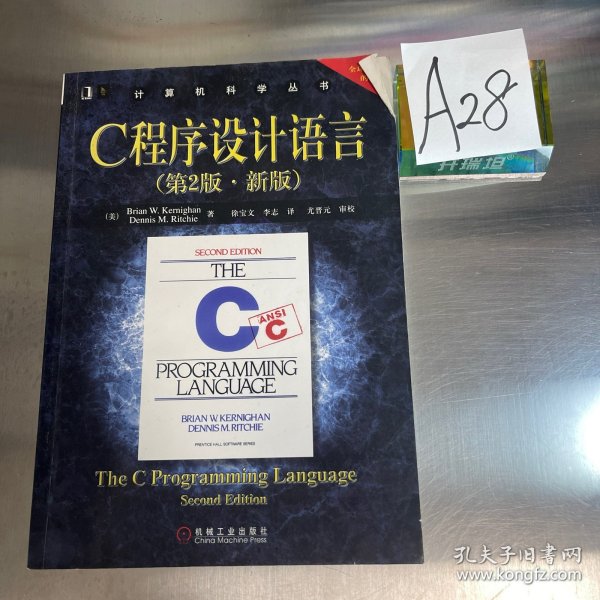 计算机科学丛书
C程序设计语言
(第2版·新版)
(美) Brian W. Kernighan
Dennis M. Ritchie 著 徐宝文 李志 译 尤晋元 审校
SECOND EDITION
THE
C
ANSI
C
PROGRAMMING
LANGUAGE
BRIAN W. KERNIGHAN
DENNIS M. RITCHIE
PRENTICE HALL SOFTWARE SERIES
The C Programming Language
Second Edition
机械工业出版社
China Machine Press
A28
开瑞坦®
孔夫子旧书网
www.kongfz.com